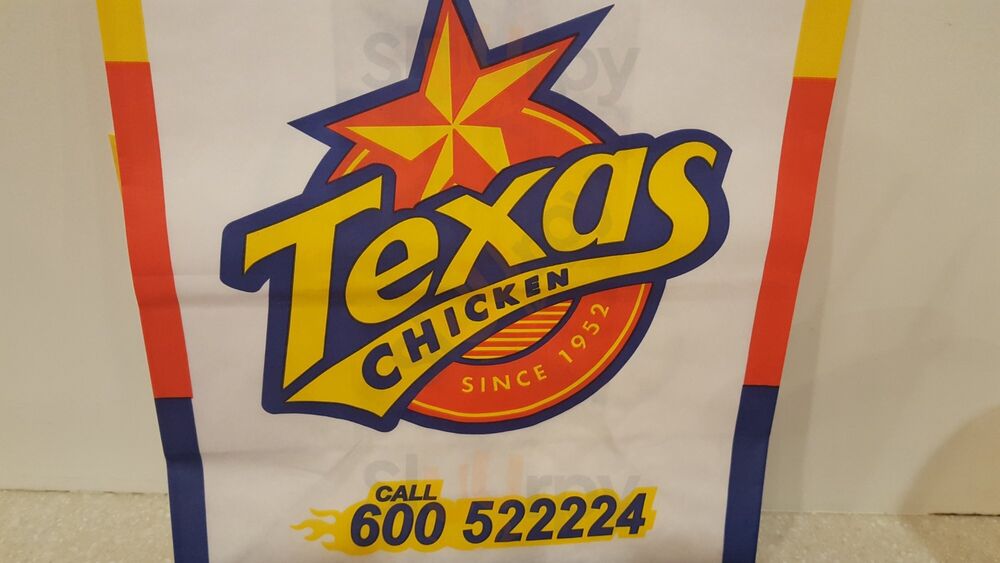 Texas
CHICKEN
SINCE 1952
CALL
600 522224